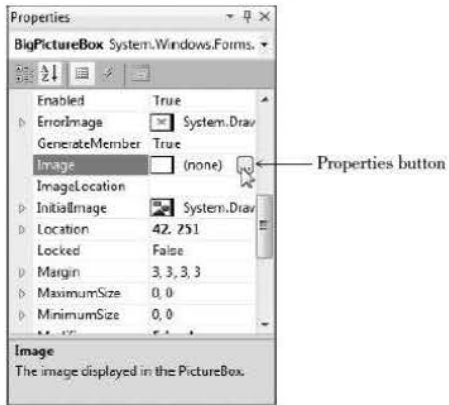 Properties
BigPictureBox System.Windows.Forms.
Enabled True
ErrorImage System.Drav
GenerateMember True
Image (none)
Properties button
ImageLocation
InitialImage System.Drav
Location 42, 251
Locked False
Margin 3, 3, 3, 3
MaximumSize 0, 0
MinimumSize 0, 0
Image
The image displayed in the PictureBox.